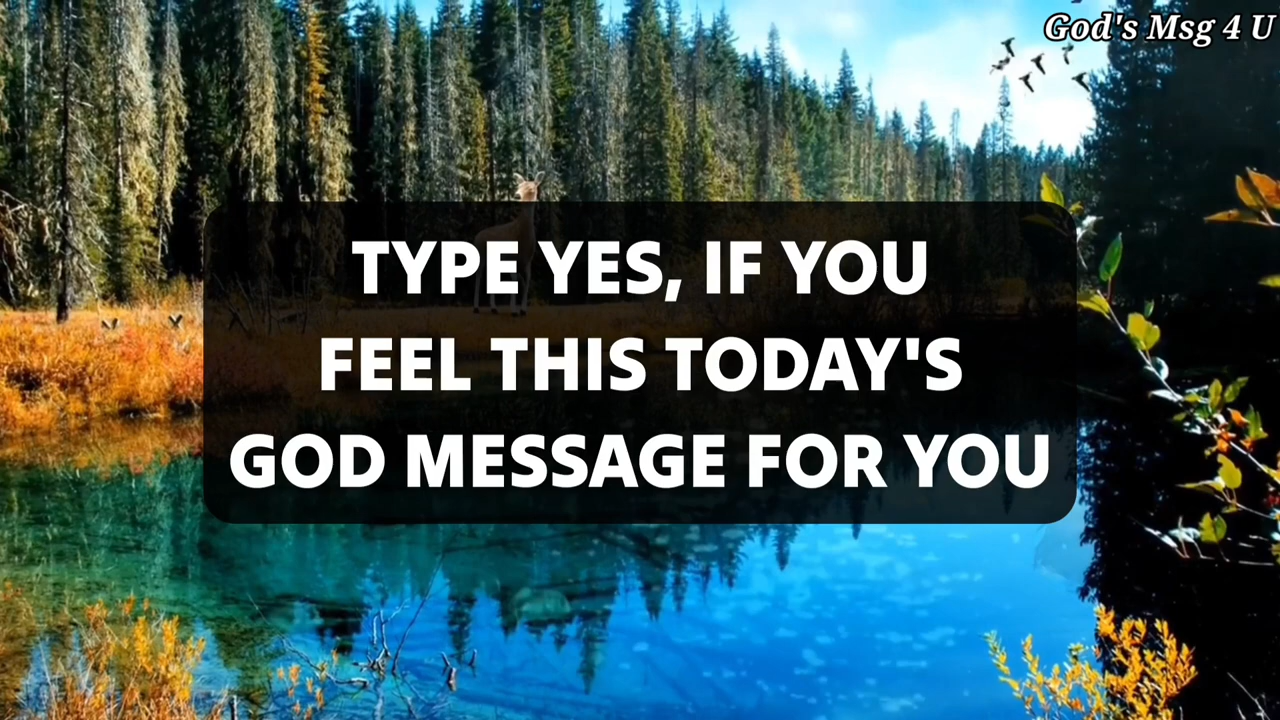 God's Msg 4 U
TYPE YES, IF YOU
FEEL THIS TODAY'S
GOD MESSAGE FOR YOU